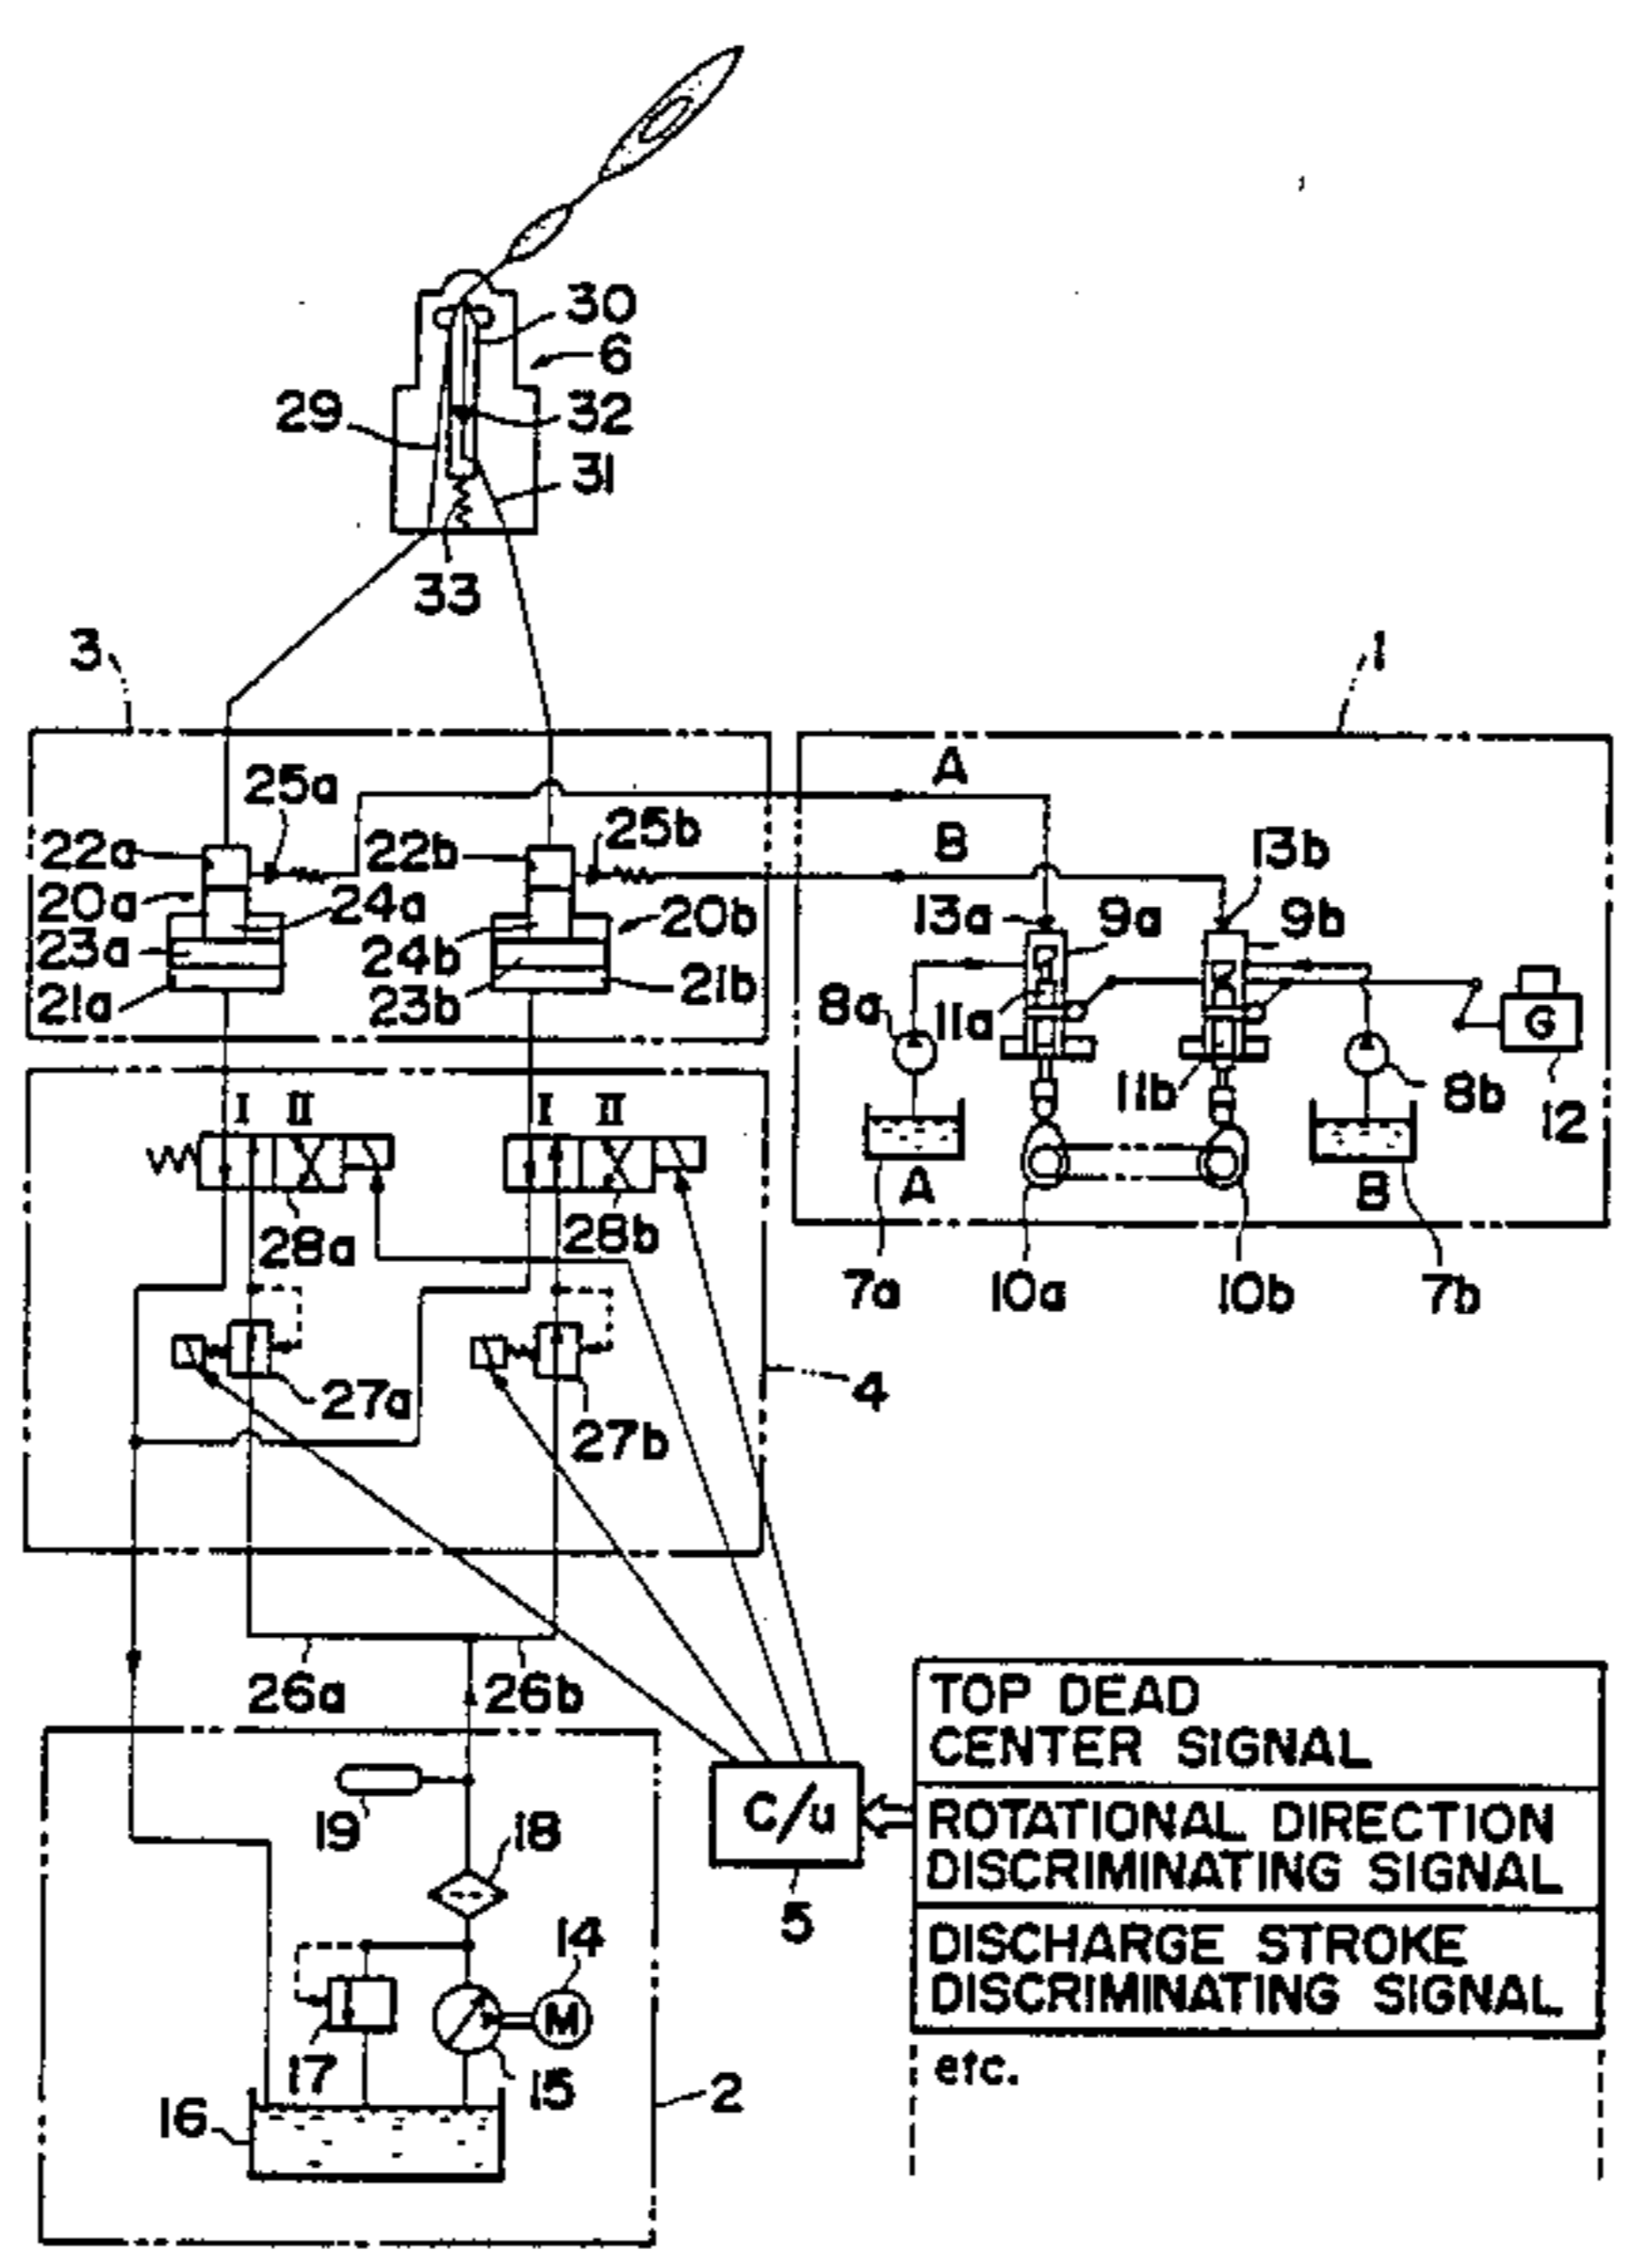 30
6
29
32
31
33
3
1
A
25a
25b
B
22a
22b
13b
20a
24a
13a
9a
9b
20b
23a
24b
21a
23b
21b
8a
11a
G
I II
I II
11b
8b
12
A
B
28a
28b
7a
10a
10b
7b
27a
4
27b
26a
26b
TOP DEAD
CENTER SIGNAL
19
18
C/u
ROTATIONAL DIRECTION
DISCRIMINATING SIGNAL
5
14
DISCHARGE STROKE
DISCRIMINATING SIGNAL
M
17
15
etc.
16
2